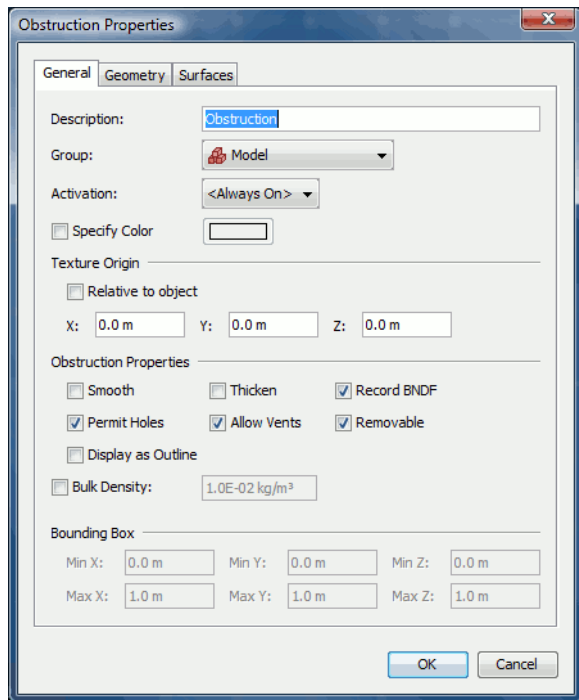 Obstruction Properties
General Geometry Surfaces
Description: Obstruction
Group: Model
Activation: <Always On>
Specify Color
Texture Origin
Relative to object
X: 0.0 m Y: 0.0 m Z: 0.0 m
Obstruction Properties
Smooth Thicken Record BNDF
Permit Holes Allow Vents Removable
Display as Outline
Bulk Density: 1.0E-02 kg/m³
Bounding Box
Min X: 0.0 m Min Y: 0.0 m Min Z: 0.0 m
Max X: 1.0 m Max Y: 1.0 m Max Z: 1.0 m
OK Cancel